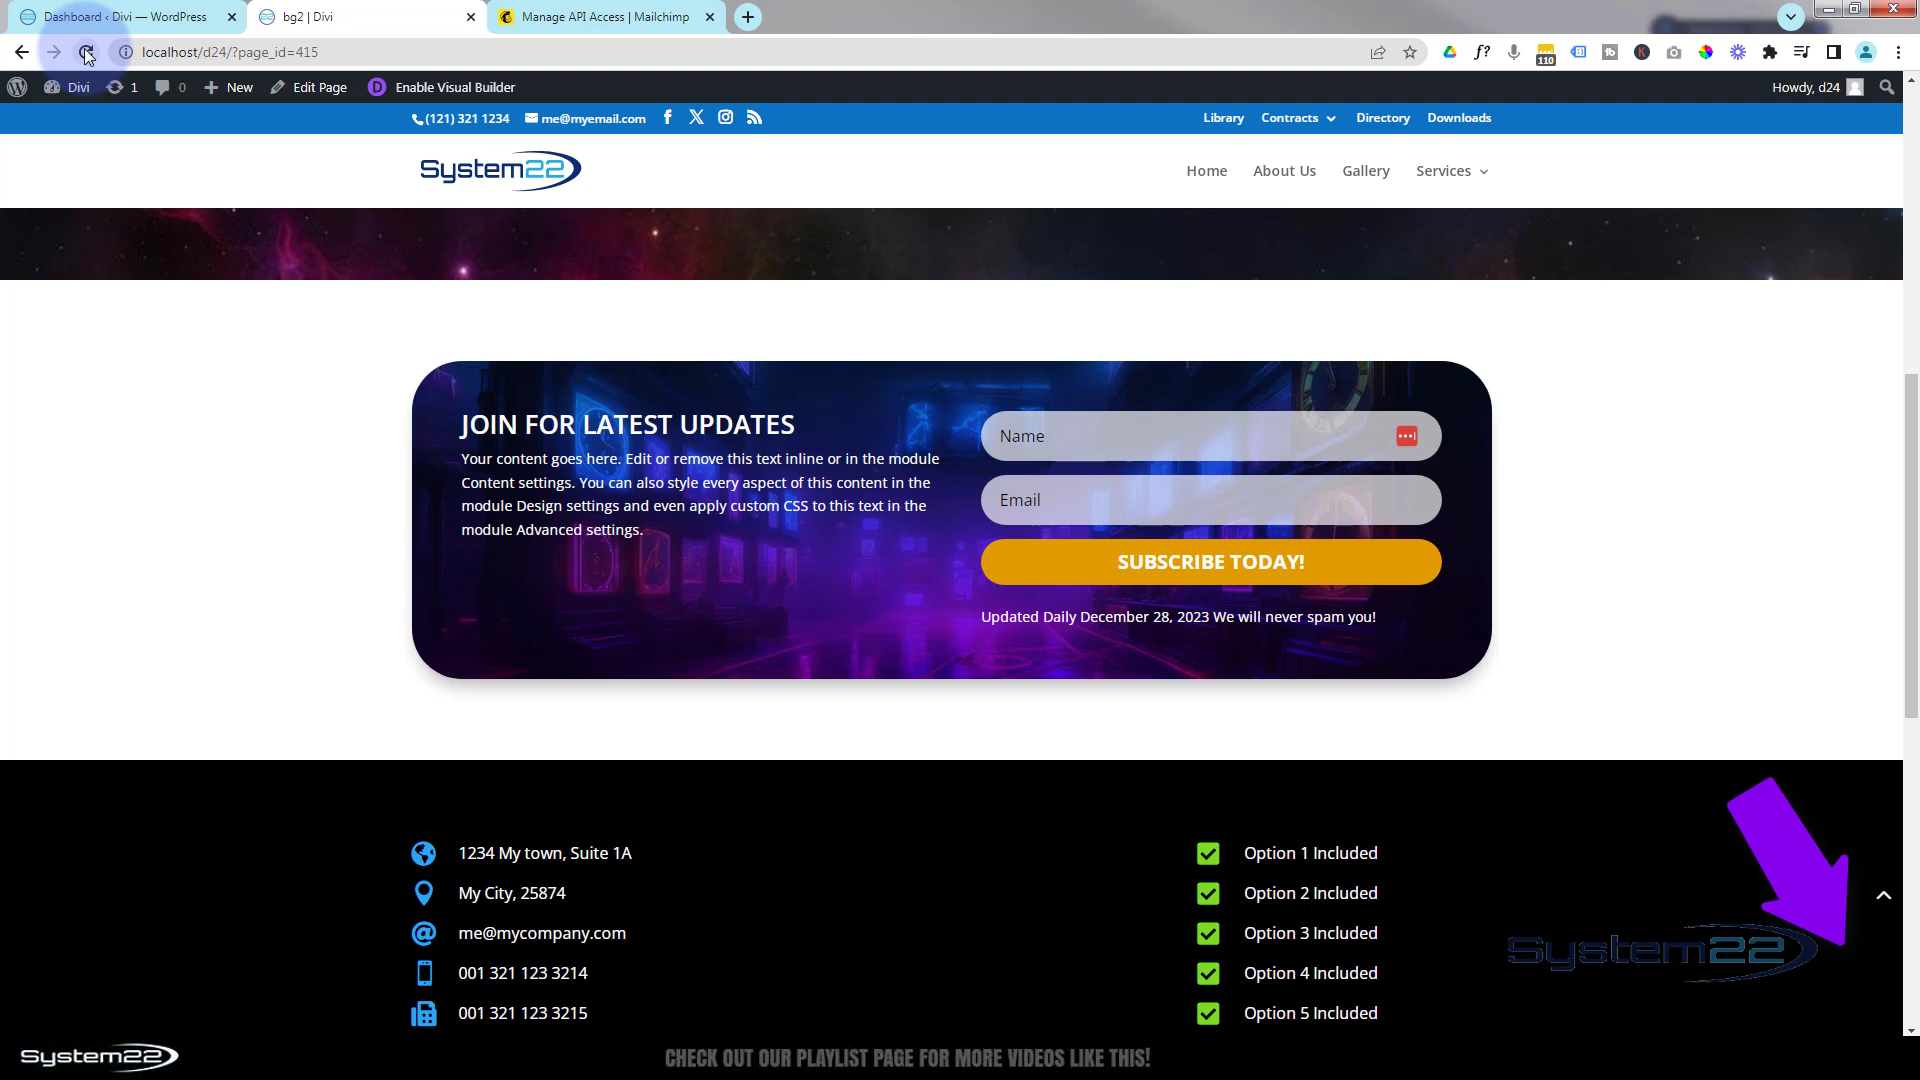 Dashboard ‹ Divi — WordPress
bg2 | Divi
Manage API Access | Mailchimp
localhost/d24/?page_id=415
f?
110
Divi
1
0
New
Edit Page
D
Enable Visual Builder
Howdy, d24
(121) 321 1234
me@myemail.com
Library
Contracts
Directory
Downloads
System22
Home
About Us
Gallery
Services
JOIN FOR LATEST UPDATES
Your content goes here. Edit or remove this text inline or in the module
Content settings. You can also style every aspect of this content in the
module Design settings and even apply custom CSS to this text in the
module Advanced settings.
Name
Email
SUBSCRIBE TODAY!
Updated Daily December 28, 2023 We will never spam you!
1234 My town, Suite 1A
My City, 25874
me@mycompany.com
001 321 123 3214
001 321 123 3215
Option 1 Included
Option 2 Included
Option 3 Included
Option 4 Included
Option 5 Included
System22
System22
CHECK OUT OUR PLAYLIST PAGE FOR MORE VIDEOS LIKE THIS!